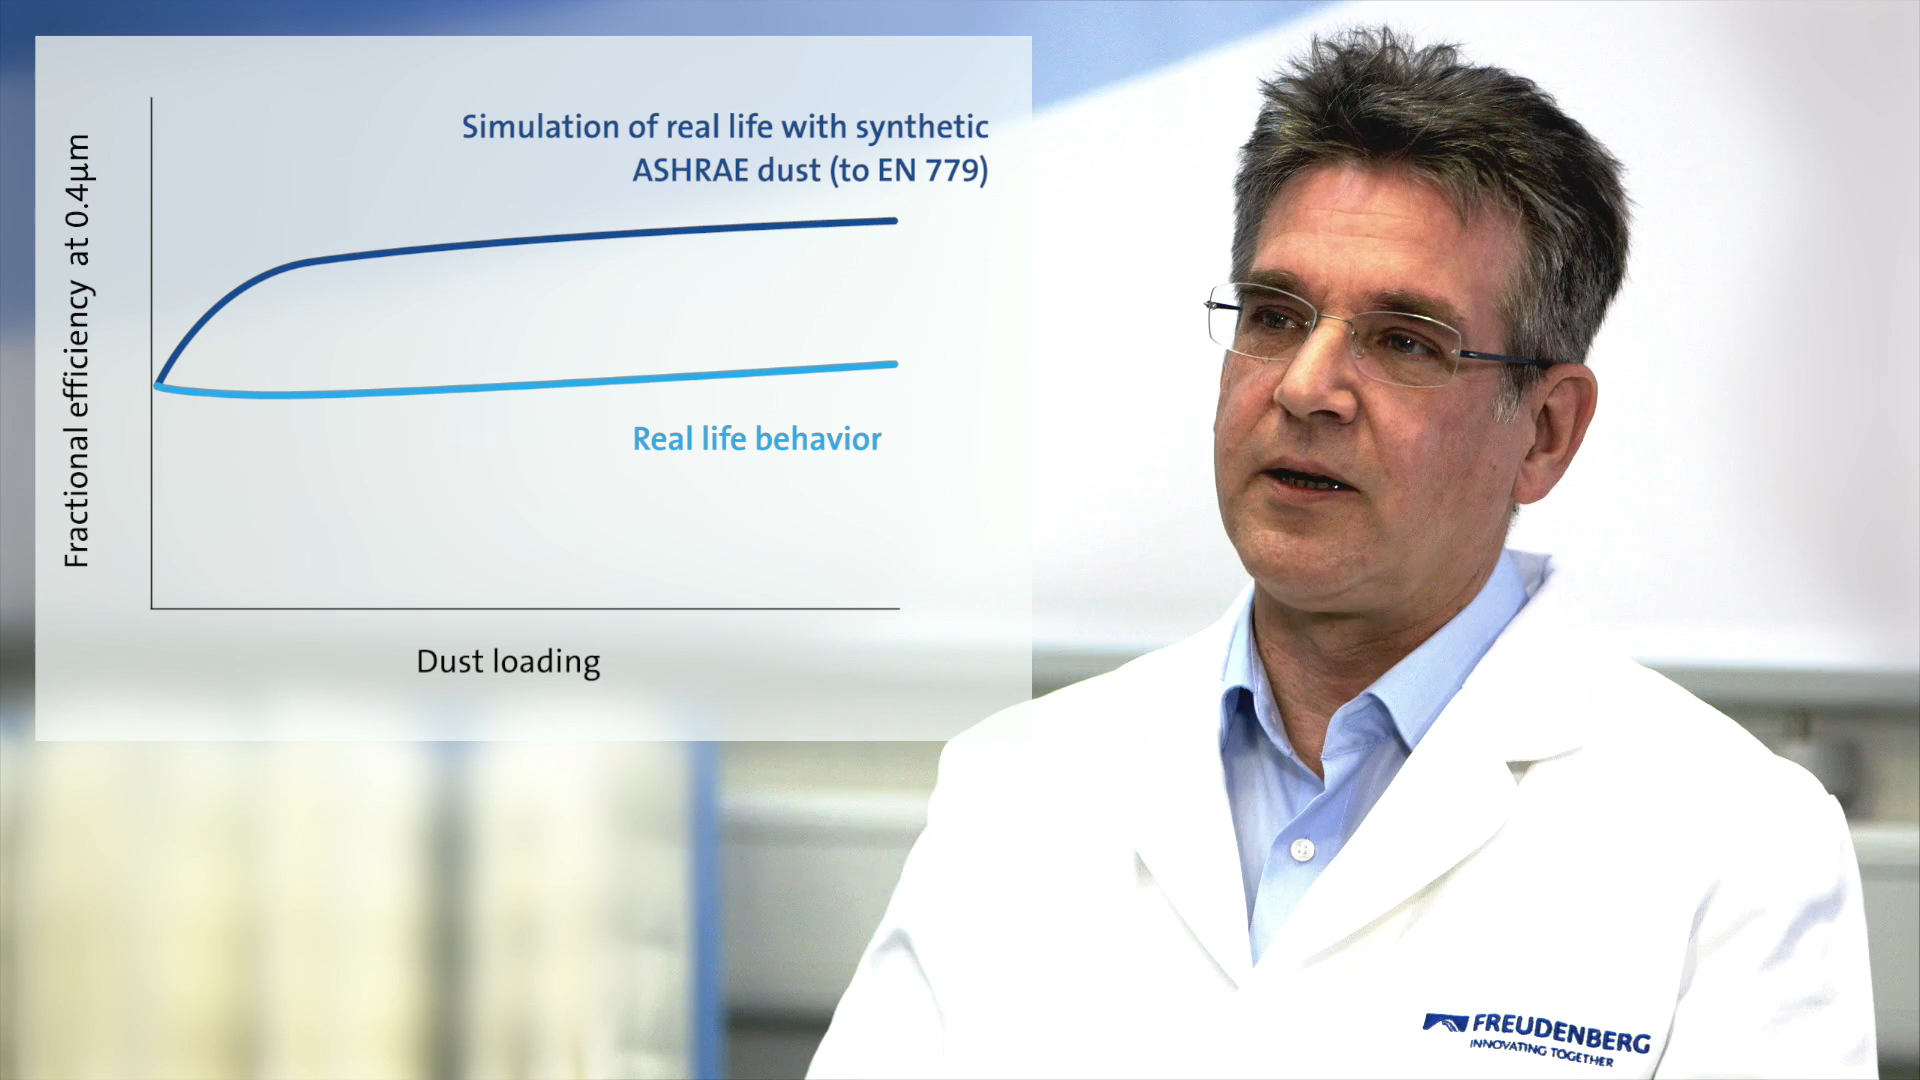 Simulation of real life with synthetic
ASHRAE dust (to EN 779)
Fractional efficiency at 0.4µm
Real life behavior
Dust loading
FREUDENBERG
INNOVATING TOGETHER